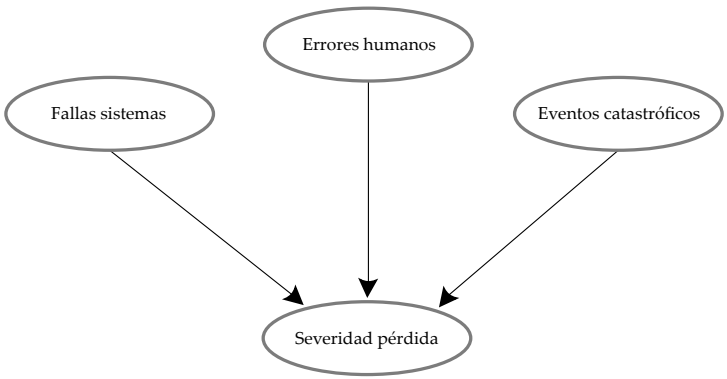 Errores humanos
Fallas sistemas
Eventos catastróficos
Severidad pérdida